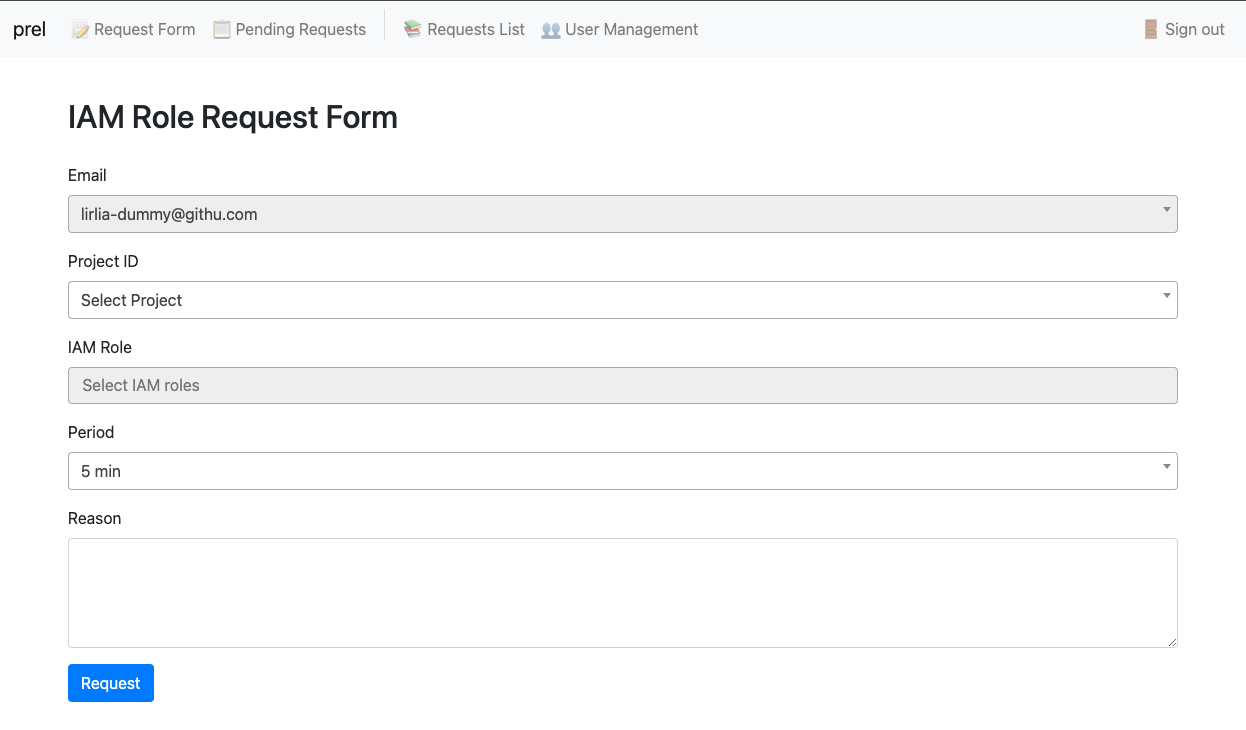 prel Request Form Pending Requests Requests List User Management Sign out
IAM Role Request Form
Email
lirlia-dummy@githu.com
Project ID
Select Project
IAM Role
Select IAM roles
Period
5 min
Reason
Request